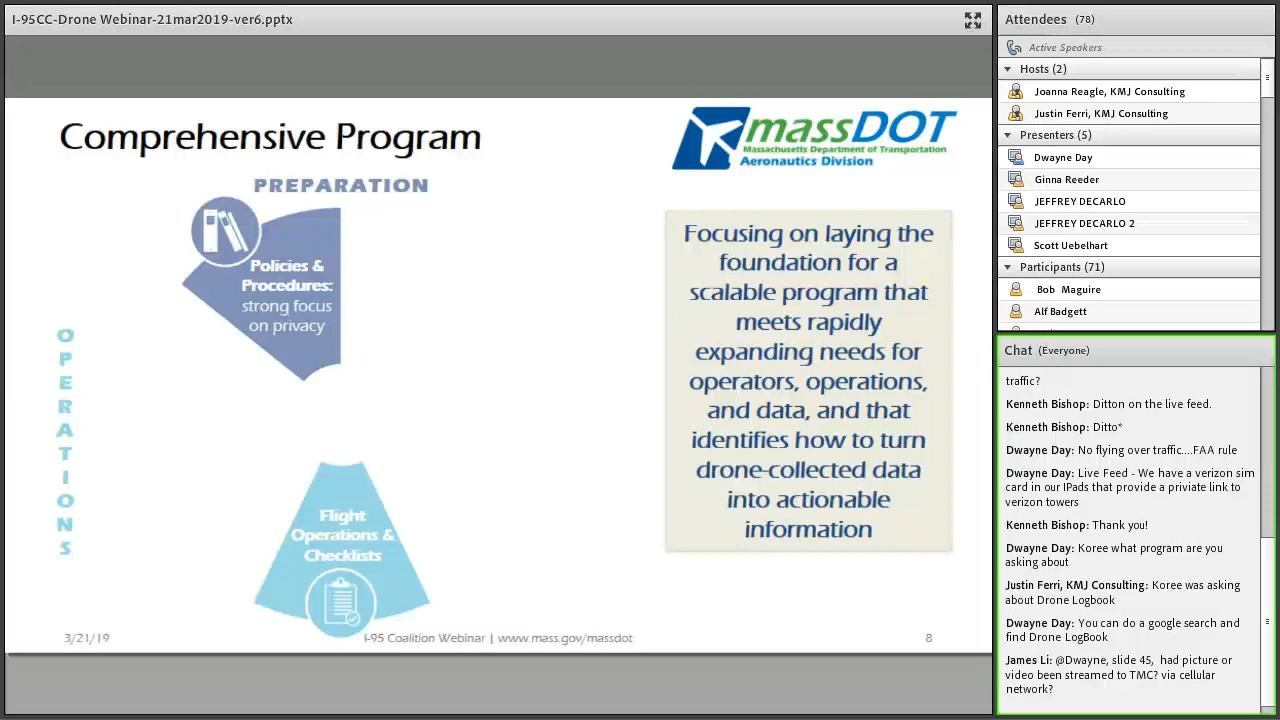 I-95CC-Drone Webinar-21mar2019-ver6.pptx
Comprehensive Program
massDOT
Massachusetts Department of Transportation
Aeronautics Division
PREPARATION
Policies &
Procedures:
strong focus
on privacy
OPERATIONS
Flight
Operations &
Checklists
Focusing on laying the
foundation for a
scalable program that
meets rapidly
expanding needs for
operators, operations,
and data, and that
identifies how to turn
drone-collected data
into actionable
information
3/21/19
I-95 Coalition Webinar | www.mass.gov/massdot
8
Attendees (78)
Active Speakers
Hosts (2)
Joanna Reagle, KMJ Consulting
Justin Ferri, KMJ Consulting
Presenters (5)
Dwayne Day
Ginna Reeder
JEFFREY DECARLO
JEFFREY DECARLO 2
Scott Uebelhart
Participants (71)
Bob Maguire
Alf Badgett
Chat (Everyone)
traffic?
Kenneth Bishop: Ditton on the live feed.
Kenneth Bishop: Ditto*
Dwayne Day: No flying over traffic....FAA rule
Dwayne Day: Live Feed - We have a verizon sim
card in our IPads that provide a priviate link to
verizon towers
Kenneth Bishop: Thank you!
Dwayne Day: Koree what program are you
asking about
Justin Ferri, KMJ Consulting: Koree was asking
about Drone Logbook
Dwayne Day: You can do a google search and
find Drone LogBook
James Li: @Dwayne, slide 45, had picture or
video been streamed to TMC? via cellular
network?